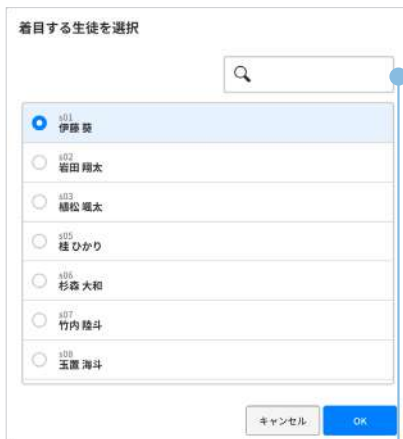 着目する生徒を選択
s01
伊藤 葵
s02
岩田 翔太
s03
植松 颯太
s05
桂 ひかり
s06
杉森 大和
s07
竹内 陸斗
s08
玉置 海斗
キャンセル
OK